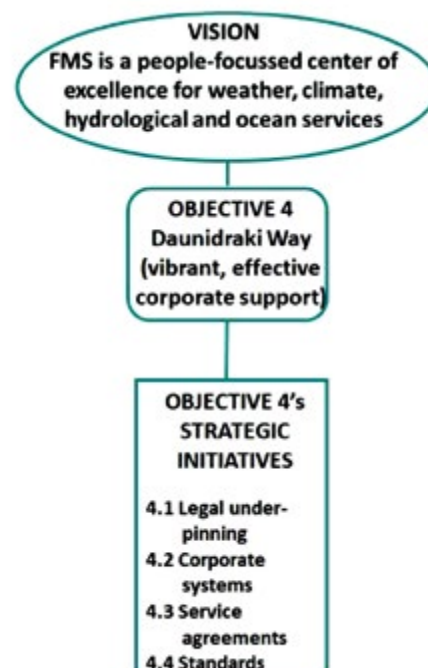 VISION
FMS is a people-focussed center of
excellence for weather, climate,
hydrological and ocean services
OBJECTIVE 4
Daunidraki Way
(vibrant, effective
corporate support)
OBJECTIVE 4's
STRATEGIC
INITIATIVES
4.1 Legal under-
pinning
4.2 Corporate
systems
4.3 Service
agreements
4.4 Standards